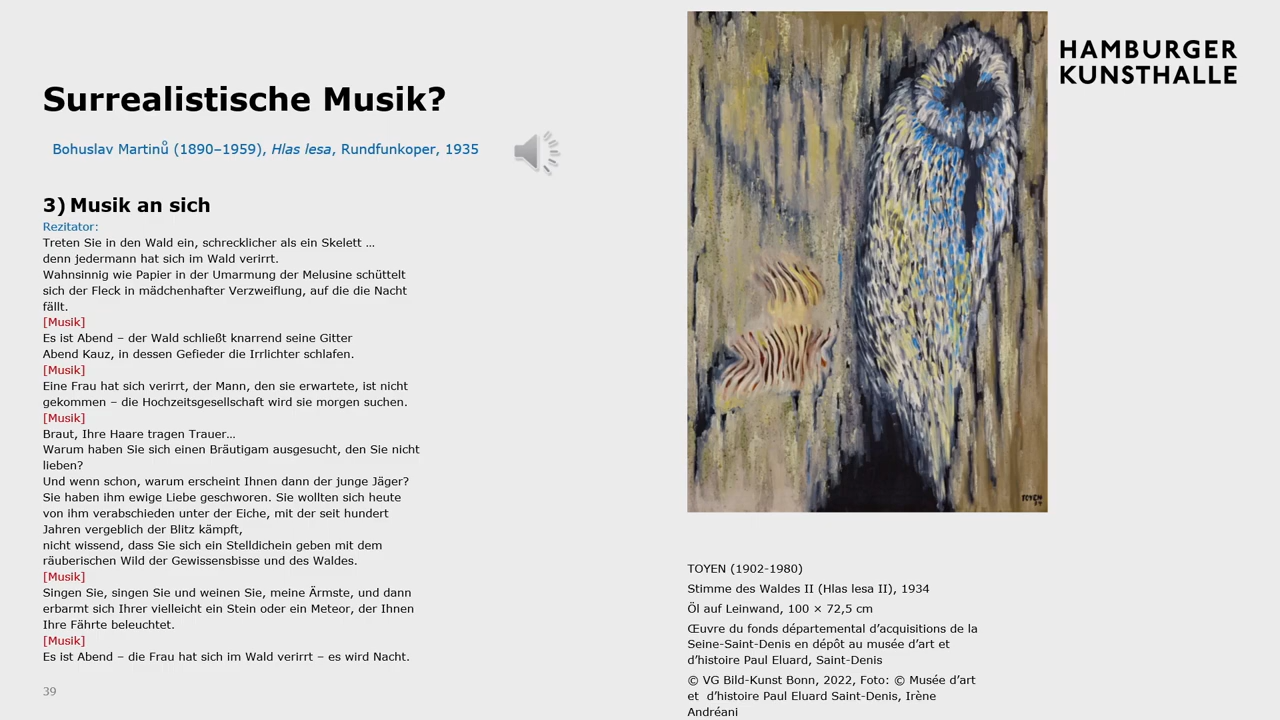 Surrealistische Musik?
Bohuslav Martinů (1890–1959), Hlas lesa, Rundfunkoper, 1935
3) Musik an sich
Rezitator:
Treten Sie in den Wald ein, schrecklicher als ein Skelett …
denn jedermann hat sich im Wald verirrt.
Wahnsinnig wie Papier in der Umarmung der Melusine schüttelt
sich der Fleck in mädchenhafter Verzweiflung, auf die die Nacht
fällt.
[Musik]
Es ist Abend – der Wald schließt knarrend seine Gitter
Abend Kauz, in dessen Gefieder die Irrlichter schlafen.
[Musik]
Eine Frau hat sich verirrt, der Mann, den sie erwartete, ist nicht
gekommen – die Hochzeitsgesellschaft wird sie morgen suchen.
[Musik]
Braut, Ihre Haare tragen Trauer…
Warum haben Sie sich einen Bräutigam ausgesucht, den Sie nicht
lieben?
Und wenn schon, warum erscheint Ihnen dann der junge Jäger?
Sie haben ihm ewige Liebe geschworen. Sie wollten sich heute
von ihm verabschieden unter der Eiche, mit der seit hundert
Jahren vergeblich der Blitz kämpft,
nicht wissend, dass Sie sich ein Stelldichein geben mit dem
räuberischen Wild der Gewissensbisse und des Waldes.
[Musik]
Singen Sie, singen Sie und weinen Sie, meine Ärmste, und dann
erbarmt sich Ihrer vielleicht ein Stein oder ein Meteor, der Ihnen
Ihre Fährte beleuchtet.
[Musik]
Es ist Abend – die Frau hat sich im Wald verirrt – es wird Nacht.
39
HAMBURGER
KUNSTHALLE
TOYEN
34
TOYEN (1902-1980)
Stimme des Waldes II (Hlas lesa II), 1934
Öl auf Leinwand, 100 × 72,5 cm
Œuvre du fonds départemental d’acquisitions de la
Seine-Saint-Denis en dépôt au musée d’art et
d’histoire Paul Eluard, Saint-Denis
© VG Bild-Kunst Bonn, 2022, Foto: © Musée d’art
et d’histoire Paul Eluard Saint-Denis, Irène
Andréani